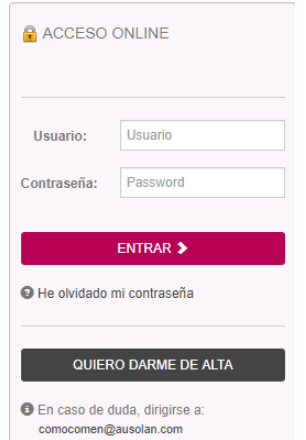 ACCESO ONLINE
Usuario: Usuario
Contraseña: Password
ENTRAR
He olvidado mi contraseña
QUIERO DARME DE ALTA
En caso de duda, dirigirse a:
comocomen@ausolan.com